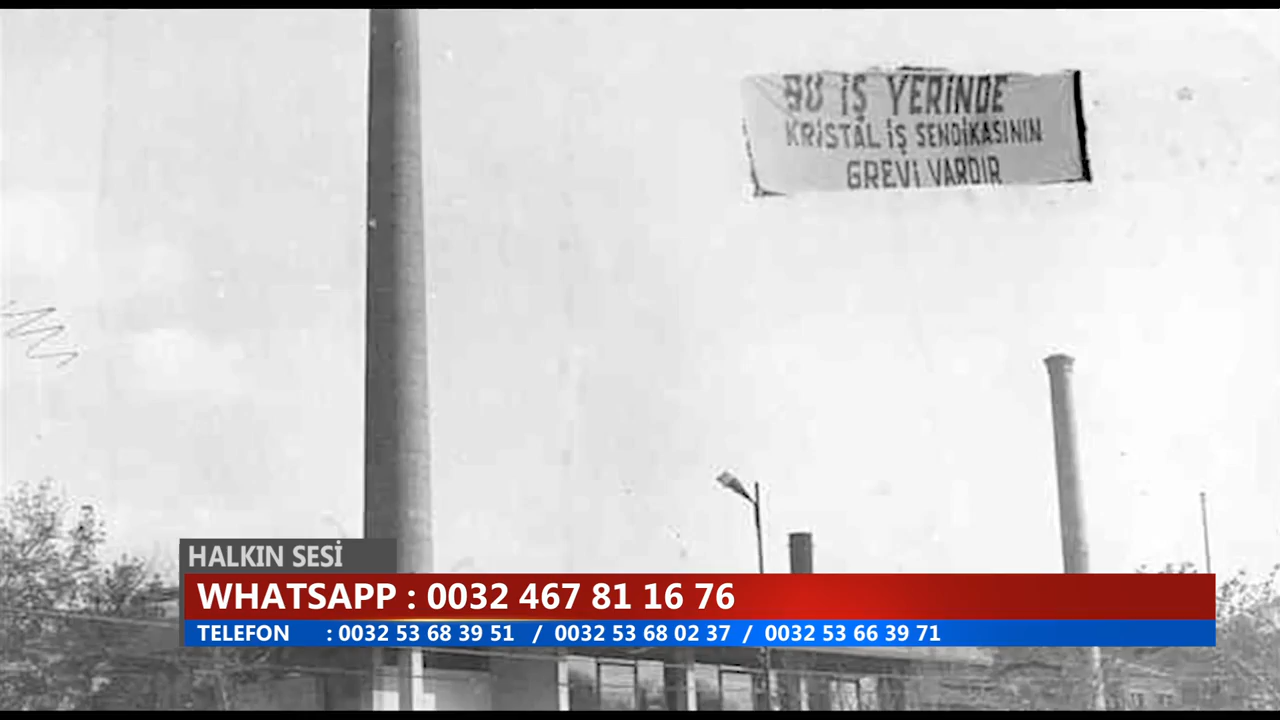 BU İŞ YERİNDE
KRİSTAL İŞ SENDİKASININ
GREVİ VARDIR
HALKIN SESİ
WHATSAPP : 0032 467 81 16 76
TELEFON : 0032 53 68 39 51 / 0032 53 68 02 37 / 0032 53 66 39 71